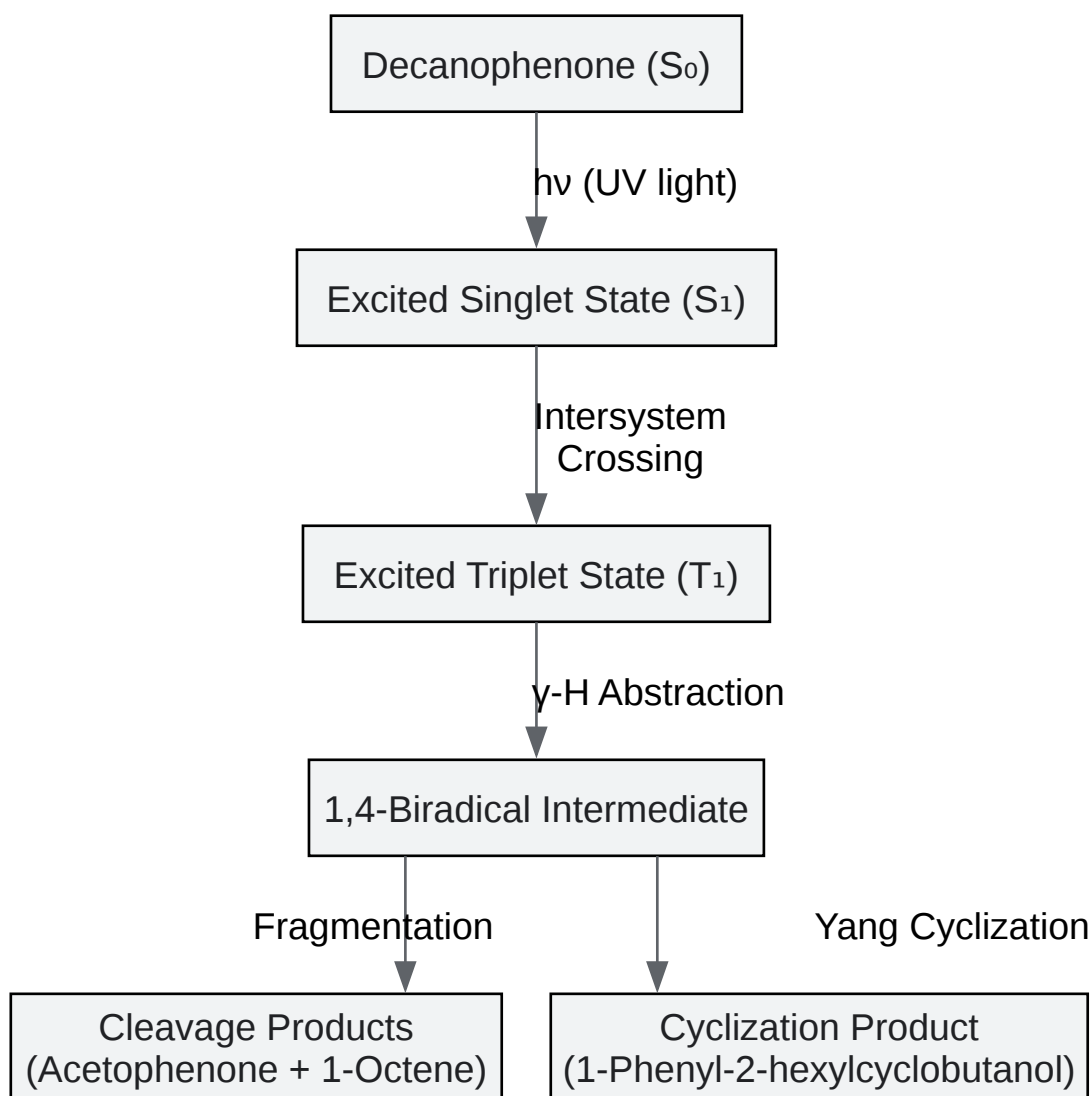 Decanophenone (S₀)
hν (UV light)
Excited Singlet State (S₁)
Intersystem
Crossing
Excited Triplet State (T₁)
γ-H Abstraction
1,4-Biradical Intermediate
Fragmentation
Yang Cyclization
Cleavage Products
(Acetophenone + 1-Octene)
Cyclization Product
(1-Phenyl-2-hexylcyclobutanol)